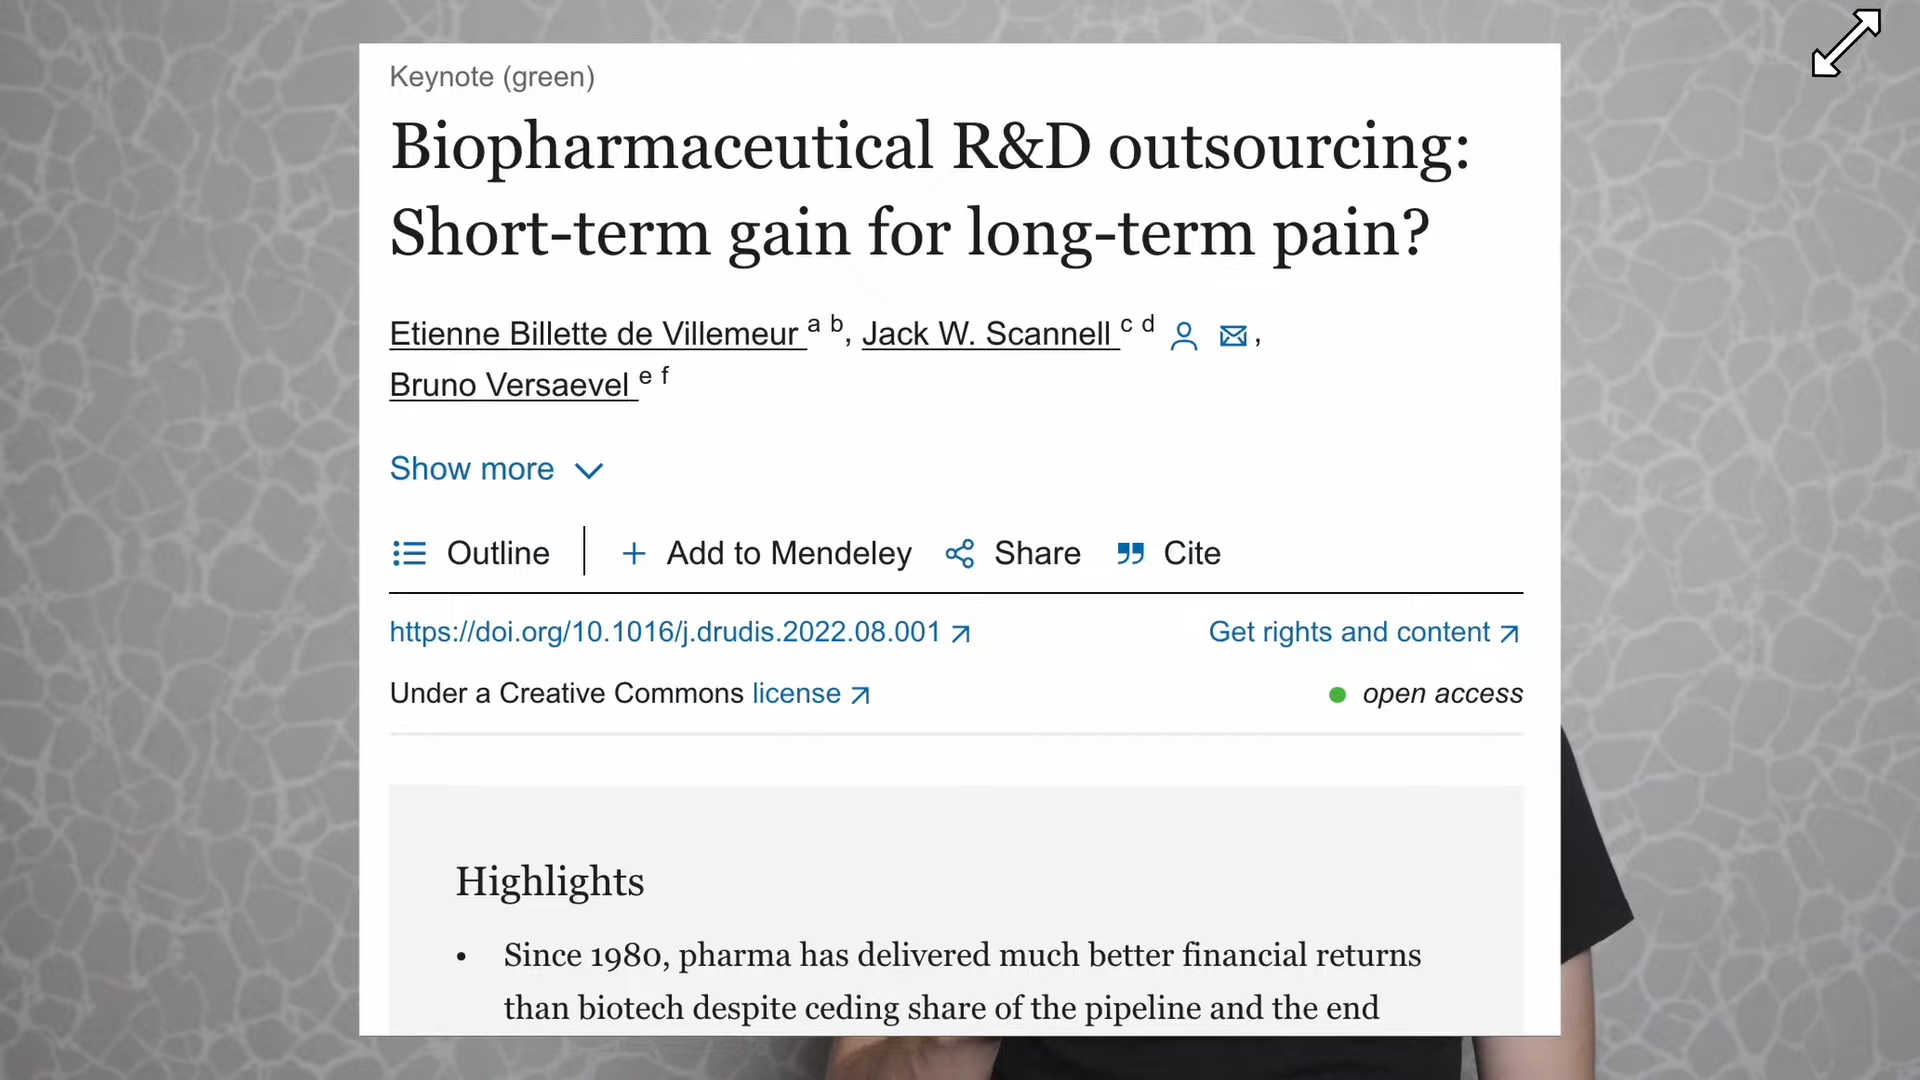 Keynote (green)
Biopharmaceutical R&D outsourcing:
Short-term gain for long-term pain?
Etienne Billette de Villemeur a b, Jack W. Scannell c d ,
Bruno Versaevel e f
Show more
Outline + Add to Mendeley Share Cite
https://doi.org/10.1016/j.drudis.2022.08.001 Get rights and content
Under a Creative Commons license open access
Highlights
• Since 1980, pharma has delivered much better financial returns
than biotech despite ceding share of the pipeline and the end